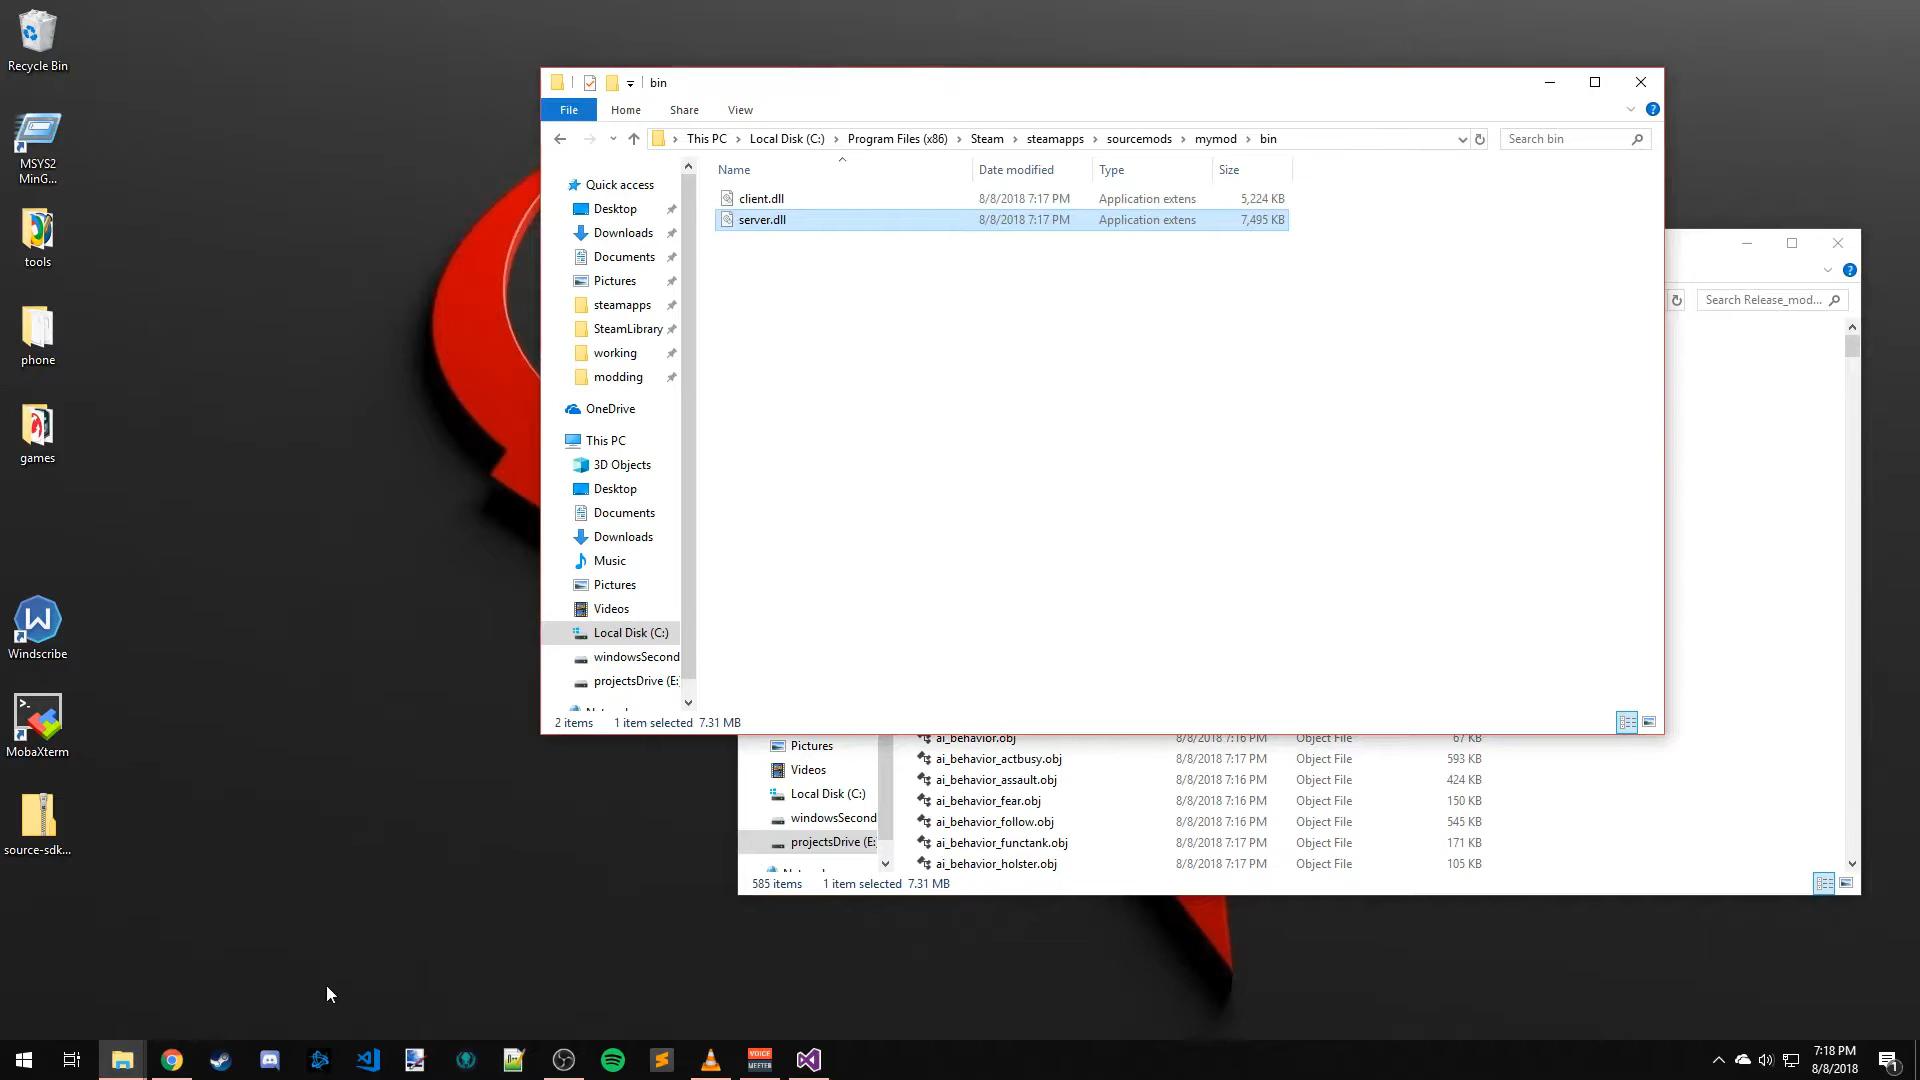 Recycle Bin
MSYS2
MinG...
tools
phone
games
Windscribe
MobaXterm
source-sdk...
bin
File Home Share View
This PC Local Disk (C:) Program Files (x86) Steam steamapps sourcemods mymod bin
Search bin
Name Date modified Type Size
client.dll 8/8/2018 7:17 PM Application extens 5,224 KB
server.dll 8/8/2018 7:17 PM Application extens 7,495 KB
Quick access
Desktop
Downloads
Documents
Pictures
steamapps
SteamLibrary
working
modding
OneDrive
This PC
3D Objects
Desktop
Documents
Downloads
Music
Pictures
Videos
Local Disk (C:)
windowsSecond
projectsDrive (E:
2 items 1 item selected 7.31 MB
Search Release_mod...
Pictures
Videos
Local Disk (C:)
windowsSecond
projectsDrive (E:
ai_behavior.obj 8/8/2018 7:16 PM Object File 67 KB
ai_behavior_actbusy.obj 8/8/2018 7:17 PM Object File 593 KB
ai_behavior_assault.obj 8/8/2018 7:16 PM Object File 424 KB
ai_behavior_fear.obj 8/8/2018 7:16 PM Object File 150 KB
ai_behavior_follow.obj 8/8/2018 7:16 PM Object File 545 KB
ai_behavior_functank.obj 8/8/2018 7:17 PM Object File 171 KB
ai_behavior_holster.obj 8/8/2018 7:17 PM Object File 105 KB
585 items 1 item selected 7.31 MB
VOICE
MEETER
7:18 PM
8/8/2018
1